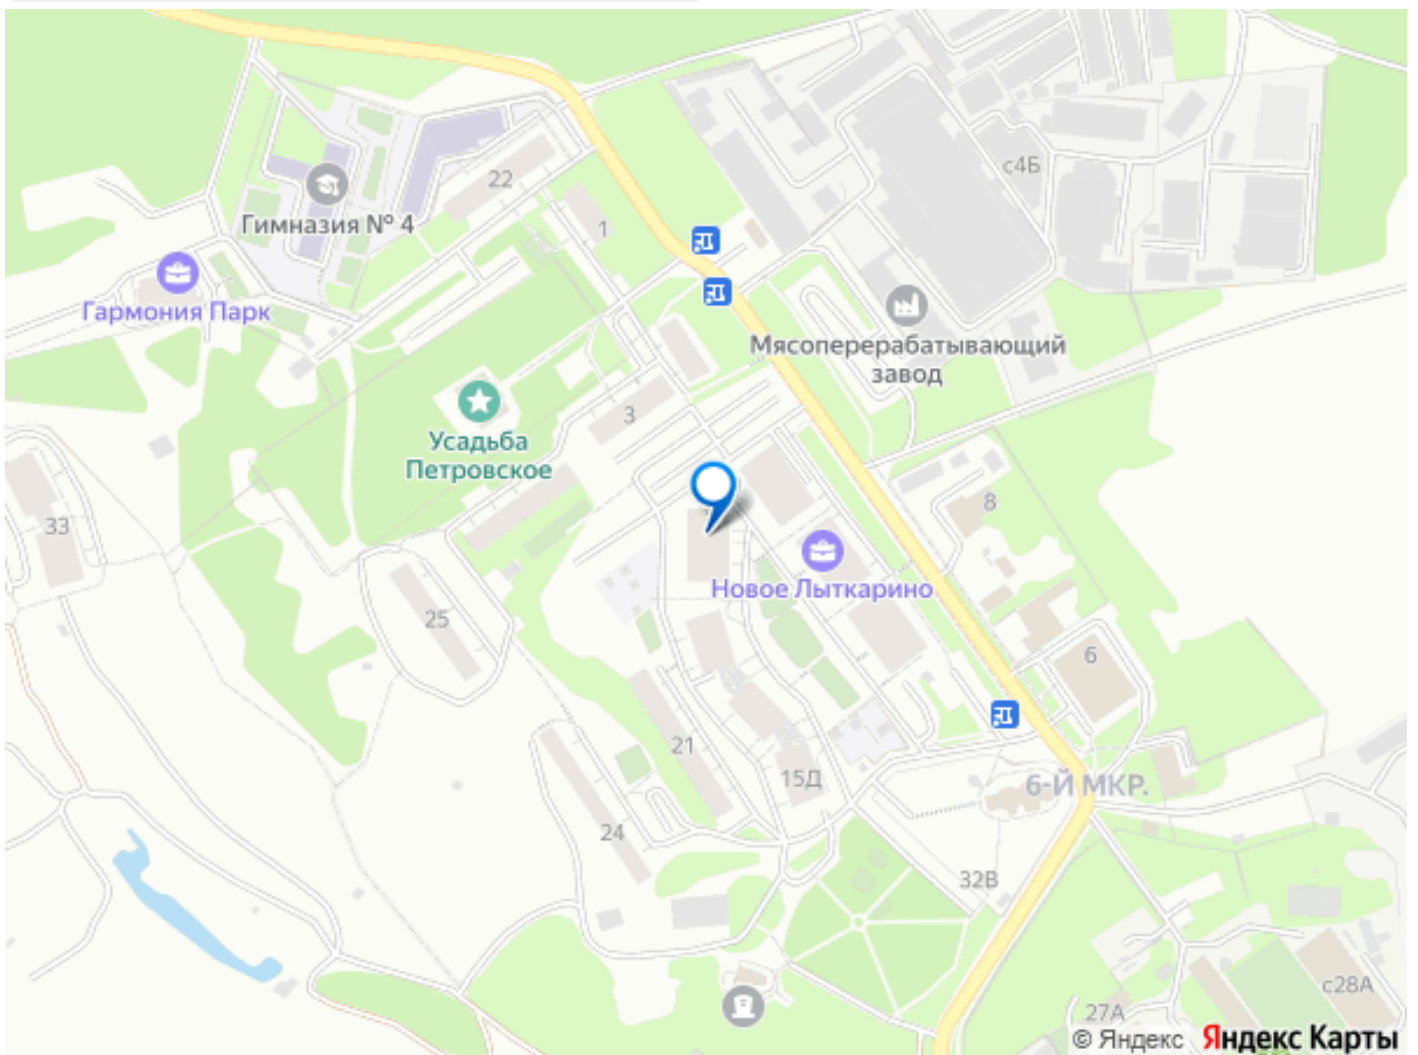 с4Б
22
Гимназия № 4
1
Гармония Парк
Мясоперерабатывающий
завод
3
Усадьба
Петровское
8
33
Новое Лыткарино
25
6
21
15Д
6-Й МКР.
24
32В
с28А
27А
© Яндекс Яндекс Карты